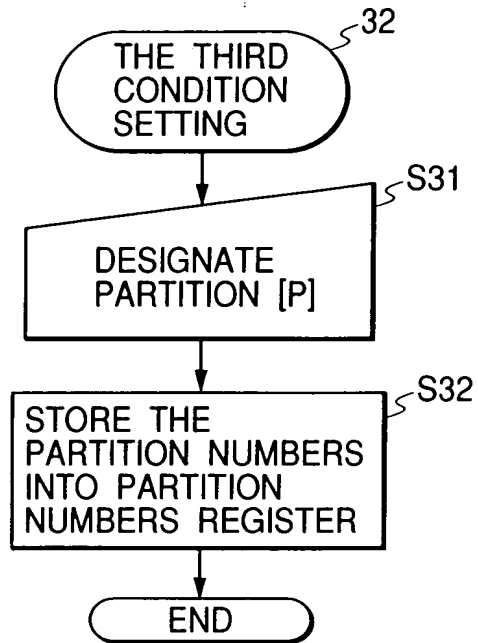 32
THE THIRD
CONDITION
SETTING
S31
DESIGNATE
PARTITION [P]
S32
STORE THE
PARTITION NUMBERS
INTO PARTITION
NUMBERS REGISTER
END